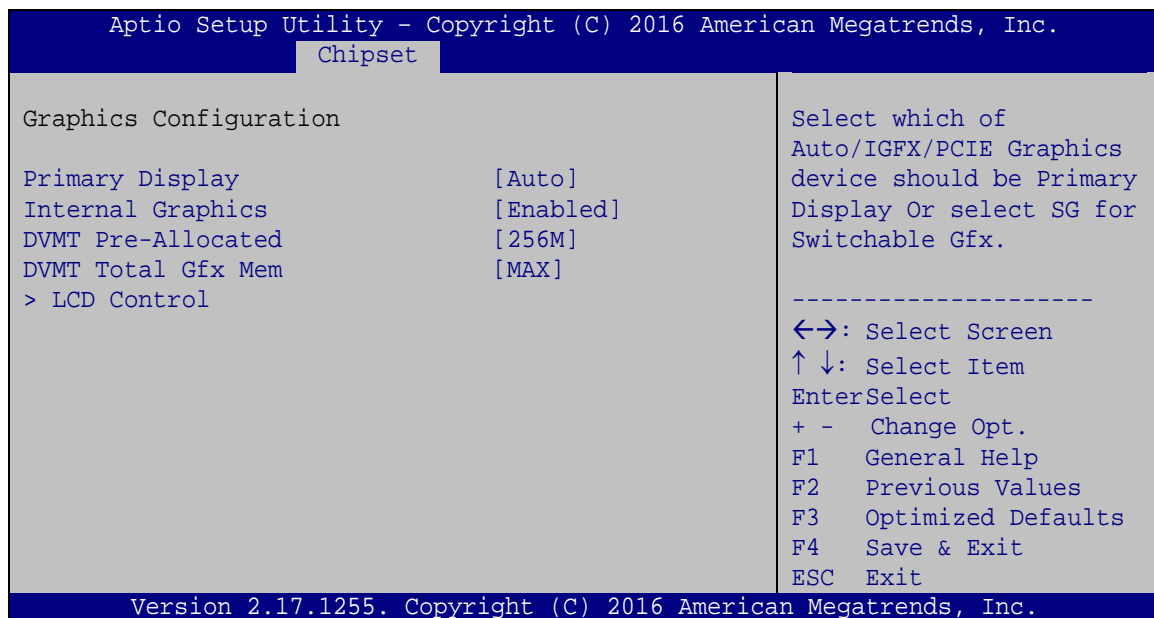 Aptio Setup Utility – Copyright (C) 2016 American Megatrends, Inc.
Chipset
Graphics Configuration
Primary Display [Auto]
Internal Graphics [Enabled]
DVMT Pre-Allocated [256M]
DVMT Total Gfx Mem [MAX]
> LCD Control
Select which of
Auto/IGFX/PCIE Graphics
device should be Primary
Display Or select SG for
Switchable Gfx.
---------------------
←→: Select Screen
↑ ↓: Select Item
EnterSelect
+ - Change Opt.
F1 General Help
F2 Previous Values
F3 Optimized Defaults
F4 Save & Exit
ESC Exit
Version 2.17.1255. Copyright (C) 2016 American Megatrends, Inc.